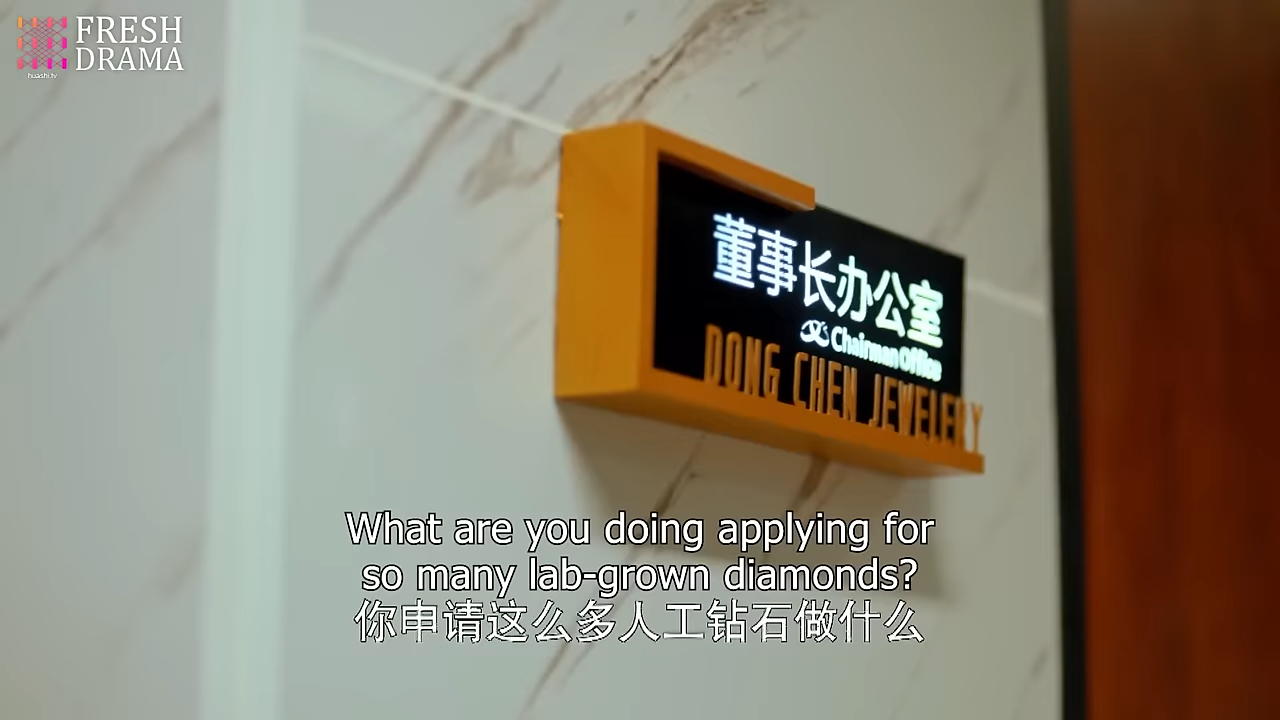 FRESH
DRAMA
huashi.tv
董事长办公室
Chairman Office
DONG CHEN JEWELERY
What are you doing applying for
so many lab-grown diamonds?
你申请这么多人工钻石做什么